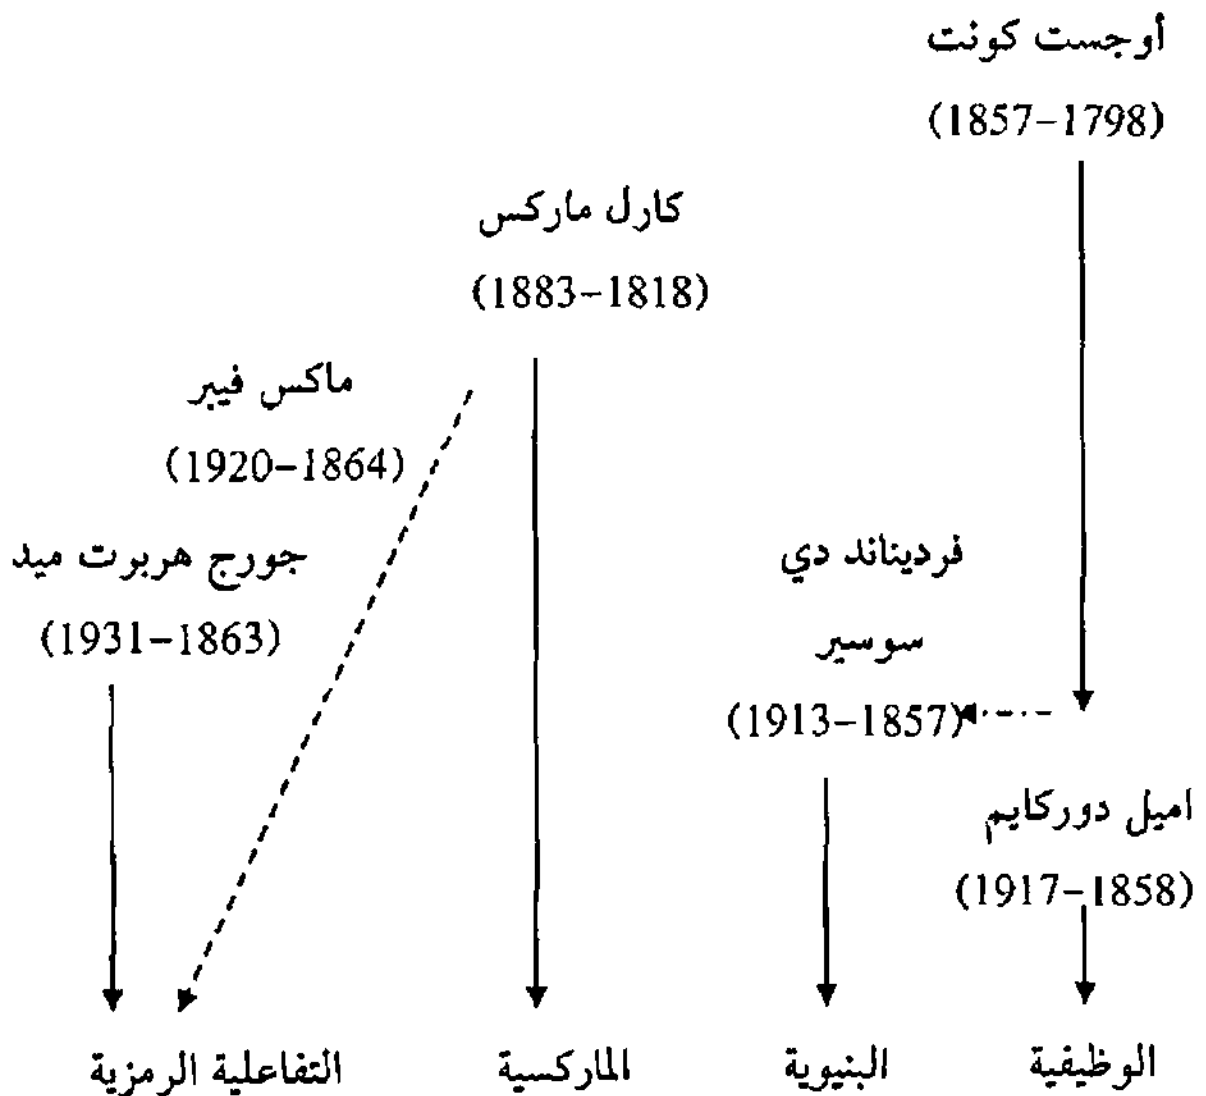 أوجست كونت
(1798–1857)
كارل ماركس
(1818–1883)
ماكس فيبر
(1864–1920)
فرديناند دي
سوسير
(1857–1913)
جورج هربرت ميد
(1863–1931)
اميل دوركايم
(1858–1917)
الوظيفية
البنيوية
الماركسية
التفاعلية الرمزية